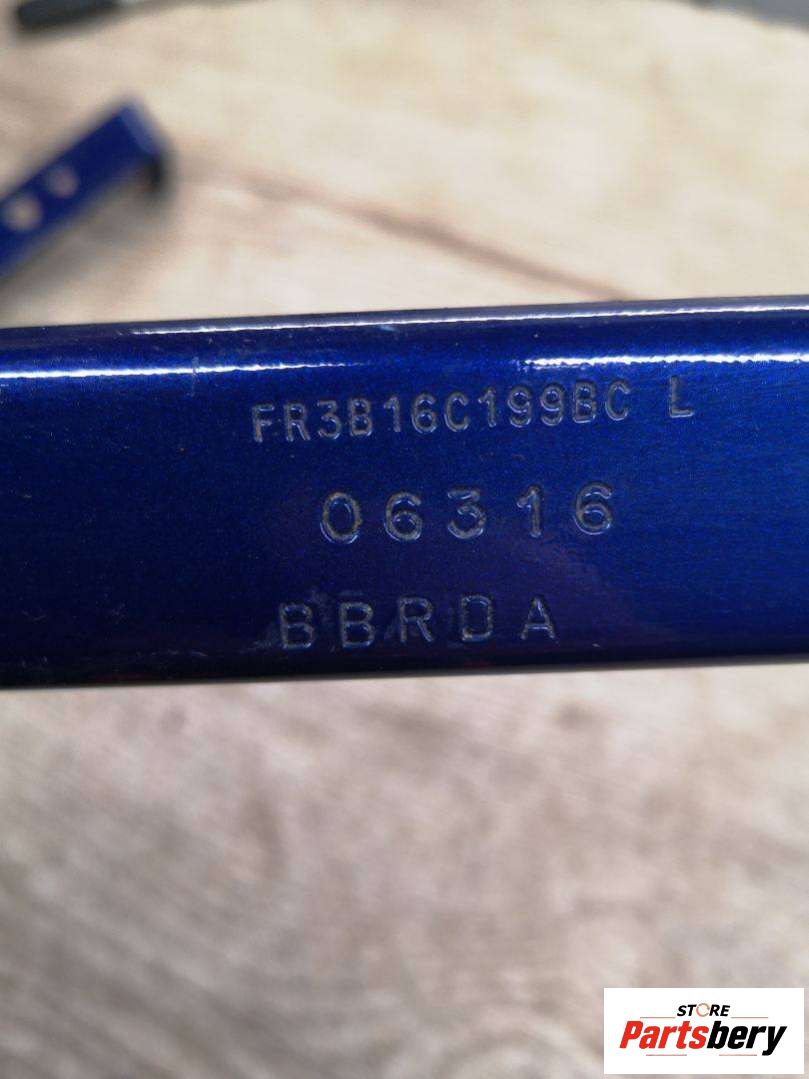 FR3B16C199BC L
06316
BBRDA
STORE
Partsbery